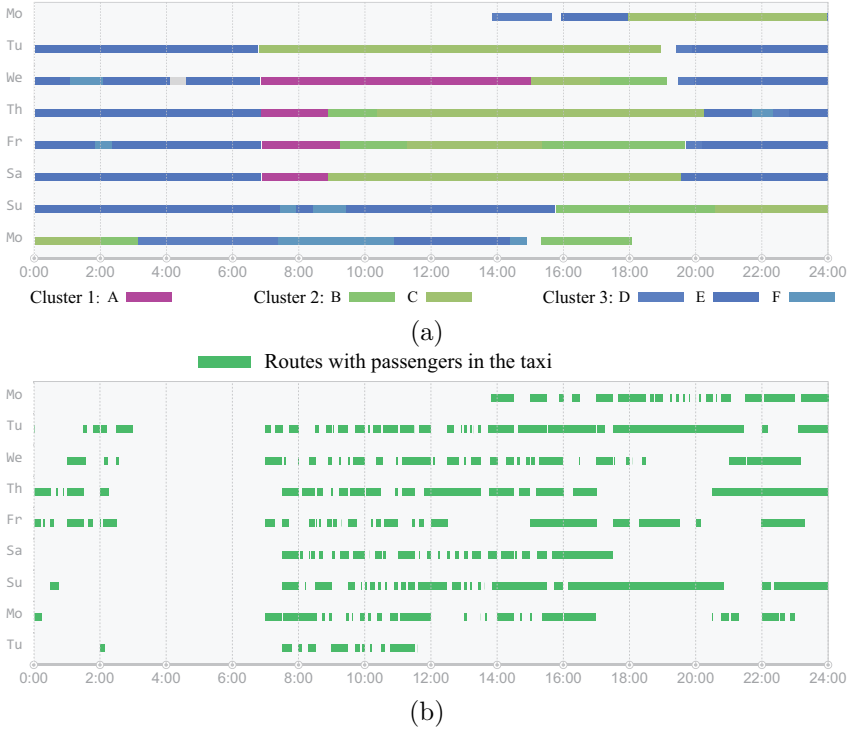 Mo
Tu
We
Th
Fr
Sa
Su
Mo
0:00 2:00 4:00 6:00 8:00 10:00 12:00 14:00 16:00 18:00 20:00 22:00 24:00
Cluster 1: A Cluster 2: B C Cluster 3: D E F
(a)
Routes with passengers in the taxi
Mo
Tu
We
Th
Fr
Sa
Su
Mo
Tu
0:00 2:00 4:00 6:00 8:00 10:00 12:00 14:00 16:00 18:00 20:00 22:00 24:00
(b)